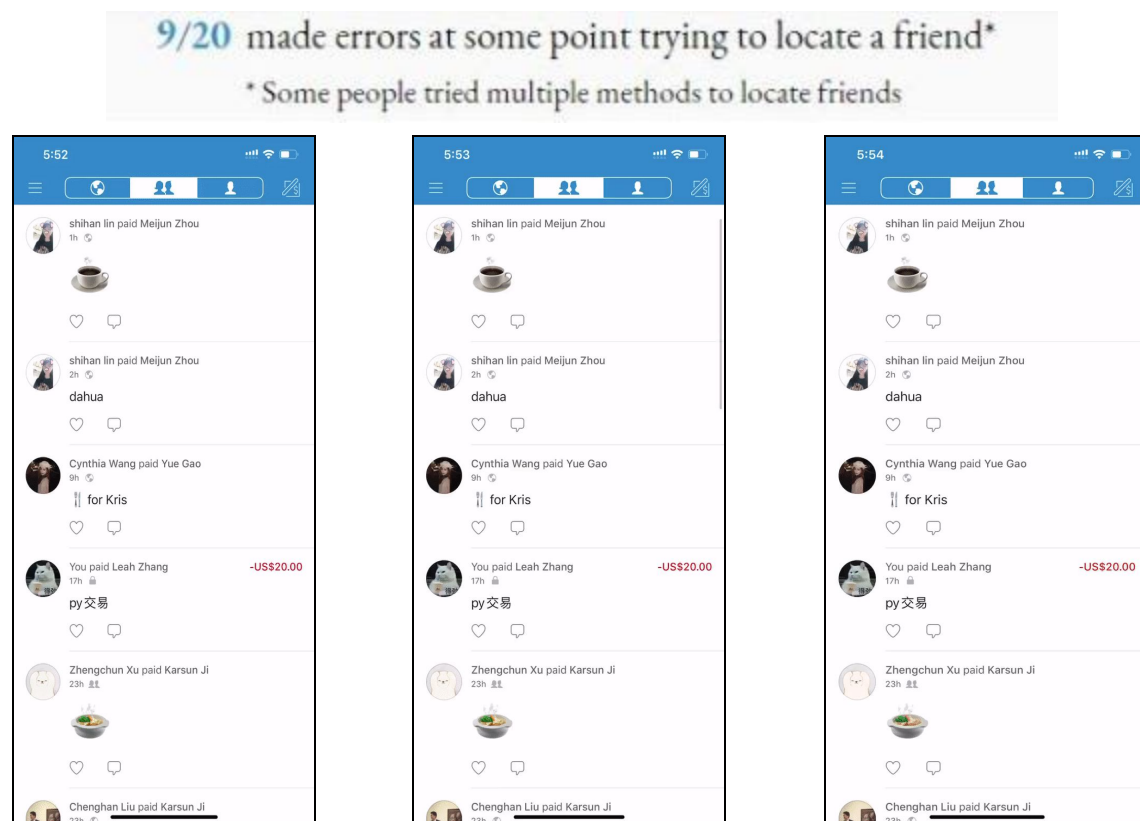 9/20 made errors at some point trying to locate a friend*
* Some people tried multiple methods to locate friends
5:52
shihan lin paid Meijun Zhou
1h
shihan lin paid Meijun Zhou
2h
dahua
Cynthia Wang paid Yue Gao
9h
for Kris
You paid Leah Zhang -US$20.00
17h
py交易
Zhengchun Xu paid Karsun Ji
23h
Chenghan Liu paid Karsun Ji
23h
5:53
shihan lin paid Meijun Zhou
1h
shihan lin paid Meijun Zhou
2h
dahua
Cynthia Wang paid Yue Gao
9h
for Kris
You paid Leah Zhang -US$20.00
17h
py交易
Zhengchun Xu paid Karsun Ji
23h
Chenghan Liu paid Karsun Ji
23h
5:54
shihan lin paid Meijun Zhou
1h
shihan lin paid Meijun Zhou
2h
dahua
Cynthia Wang paid Yue Gao
9h
for Kris
You paid Leah Zhang -US$20.00
17h
py交易
Zhengchun Xu paid Karsun Ji
23h
Chenghan Liu paid Karsun Ji
23h